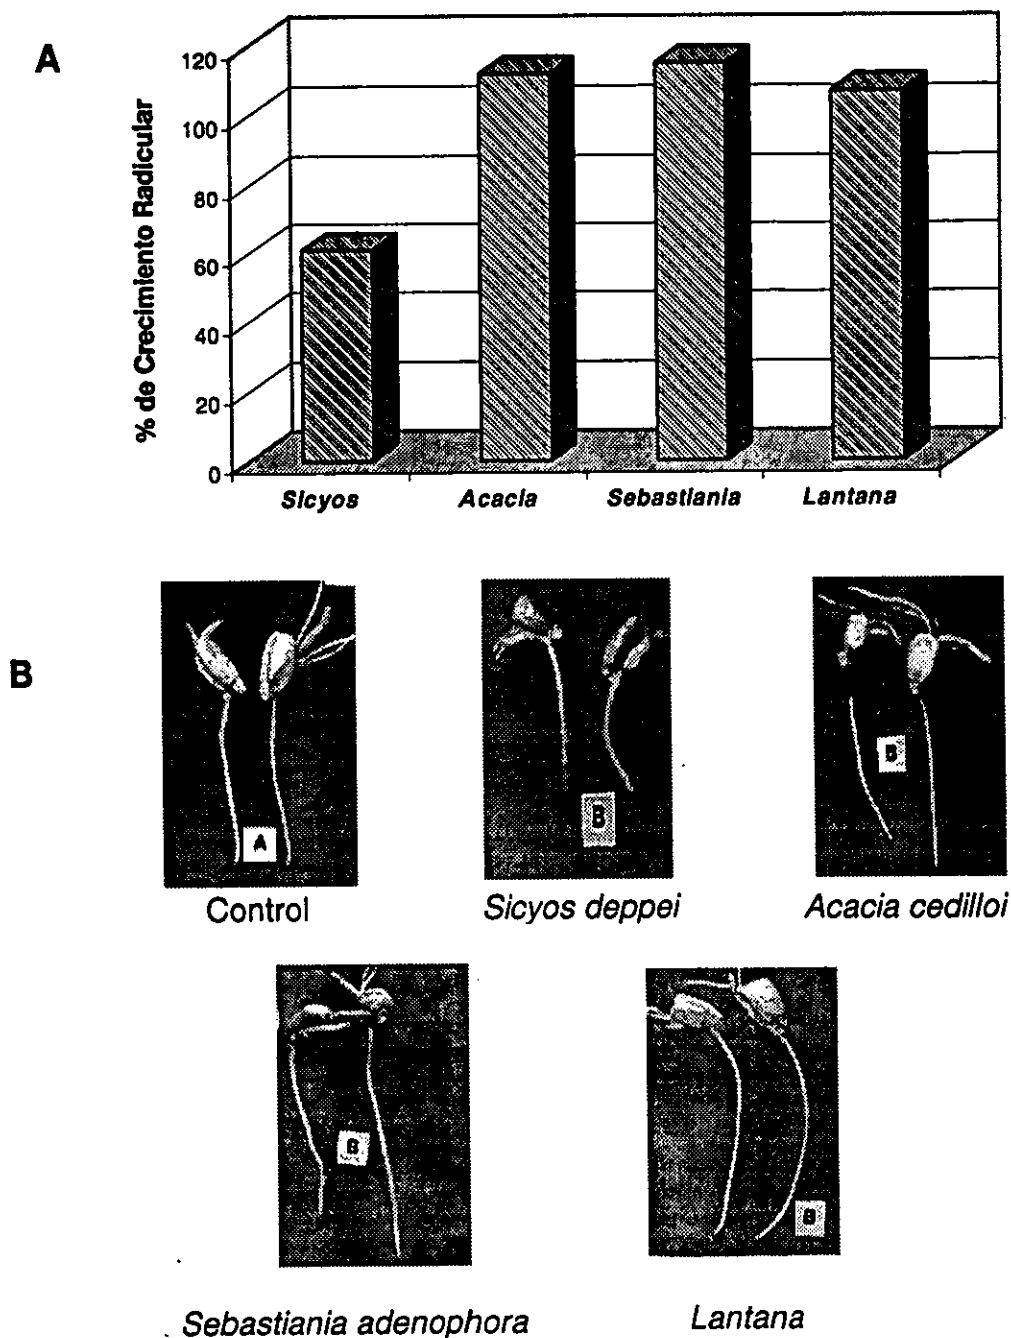 A
% de Crecimiento Radicular
120
100
80
60
40
20
0
Sicyos
Acacia
Sebastiania
Lantana
B
A
Control
B
Sicyos deppei
Acacia cedilloi
Sebastiania adenophora
Lantana